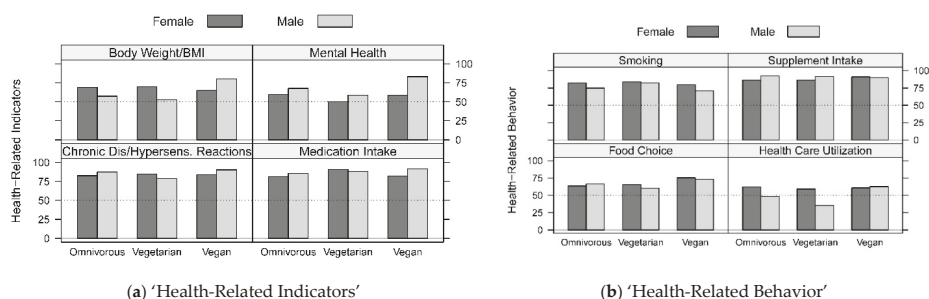 Female Male
Body Weight/BMI Mental Health
100
75
50
25
0
Chronic Dis/Hypersens. Reactions Medication Intake
100
75
50
25
0
Omnivorous Vegetarian Vegan Omnivorous Vegetarian Vegan
Health-Related Indicators
(a) 'Health-Related Indicators'
Female Male
Smoking Supplement Intake
100
75
50
25
0
Food Choice Health Care Utilization
100
75
50
25
0
Omnivorous Vegetarian Vegan Omnivorous Vegetarian Vegan
Health-Related Behavior
(b) 'Health-Related Behavior'